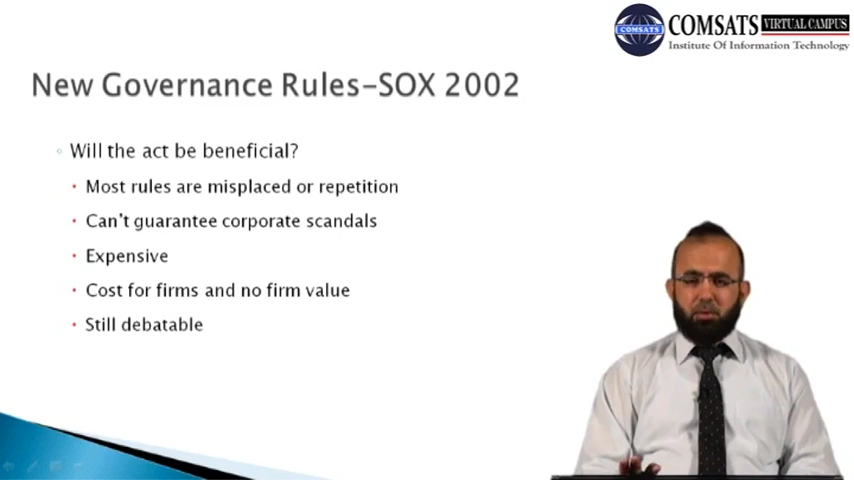 COMSATS VIRTUAL CAMPUS
COMSATS
Institute Of Information Technology
New Governance Rules-SOX 2002
Will the act be beneficial?
Most rules are misplaced or repetition
Can't guarantee corporate scandals
Expensive
Cost for firms and no firm value
Still debatable